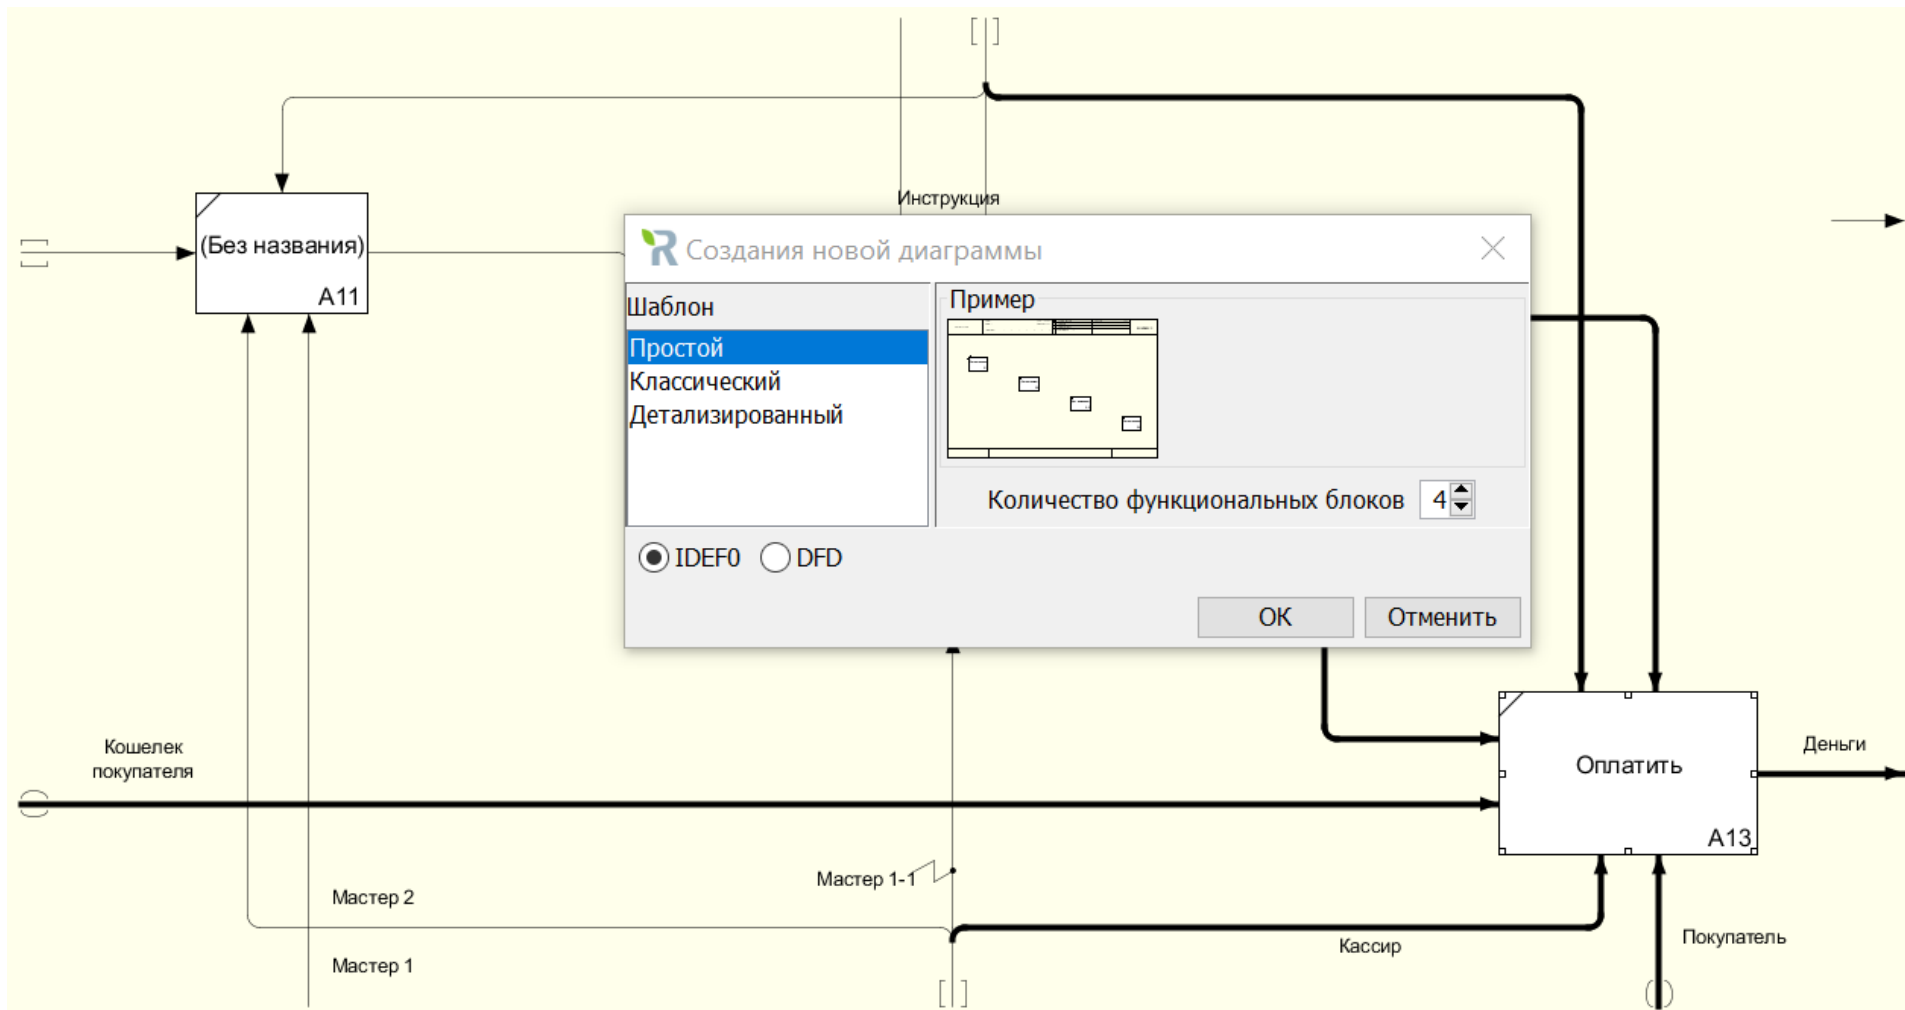 Инструкция
(Без названия)
A11
Создания новой диаграммы
Шаблон
Простой
Классический
Детализированный
Пример
Количество функциональных блоков 4
IDEF0 DFD
ОК Отменить
Кошелек
покупателя
Деньги
Оплатить
A13
Мастер 1-1
Мастер 2
Кассир
Покупатель
Мастер 1